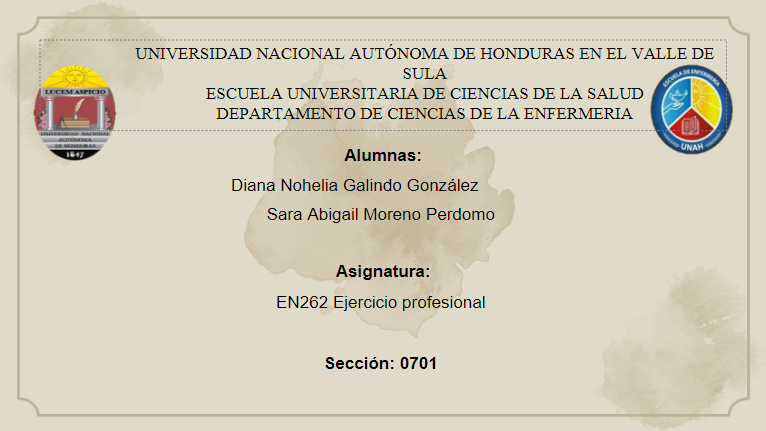 UNIVERSIDAD NACIONAL AUTÓNOMA DE HONDURAS EN EL VALLE DE
SULA
ESCUELA UNIVERSITARIA DE CIENCIAS DE LA SALUD
DEPARTAMENTO DE CIENCIAS DE LA ENFERMERIA
LUCEM ASPICIO
UNIVERSIDAD NACIONAL
AUTÓNOMA
DE HONDURAS
1847
ESCUELA DE ENFERMERÍA
UNAH
Alumnas:
Diana Nohelia Galindo González
Sara Abigail Moreno Perdomo
Asignatura:
EN262 Ejercicio profesional
Sección: 0701